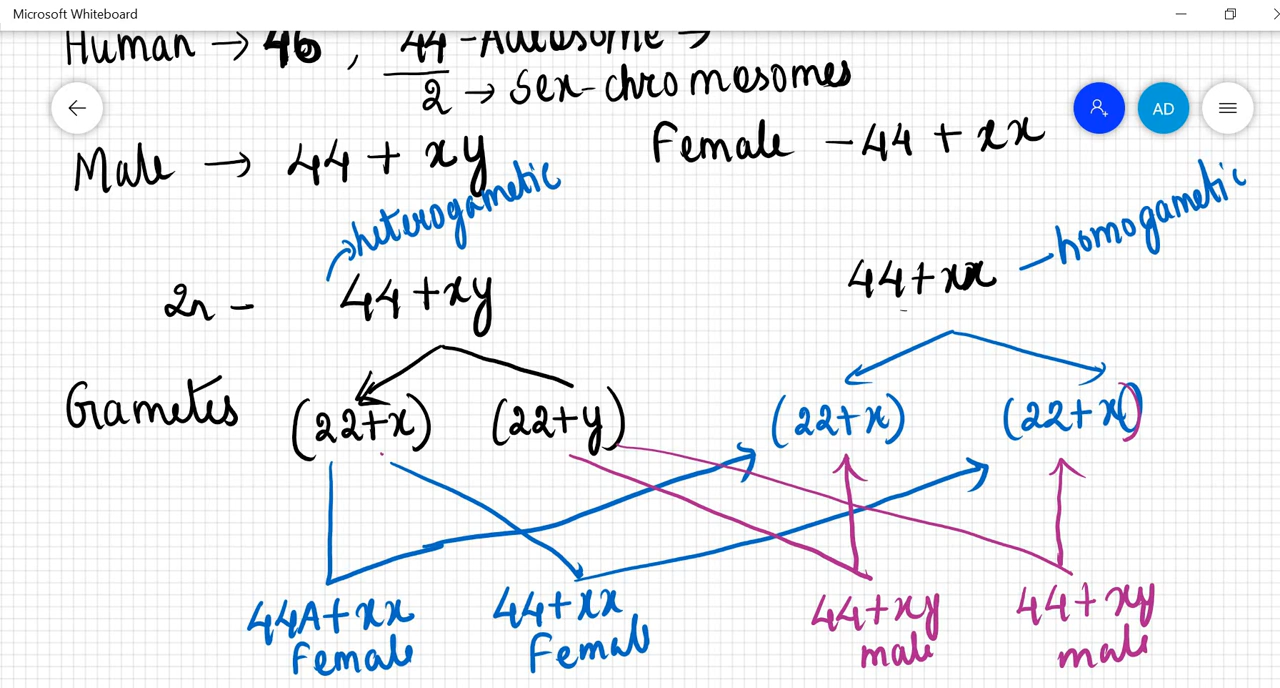 Microsoft Whiteboard
Human → 46 , 44 - Autosome →
2 → Sex-chromosomes
AD
Male → 44 + xy
Female - 44 + xx
heterogametic
homogametic
2n - 44+xy
44+xx
Gametes (22+x) (22+y) (22+x) (22+x)
44A+xx 44+xx 44+xy 44+xy
Female Female male male